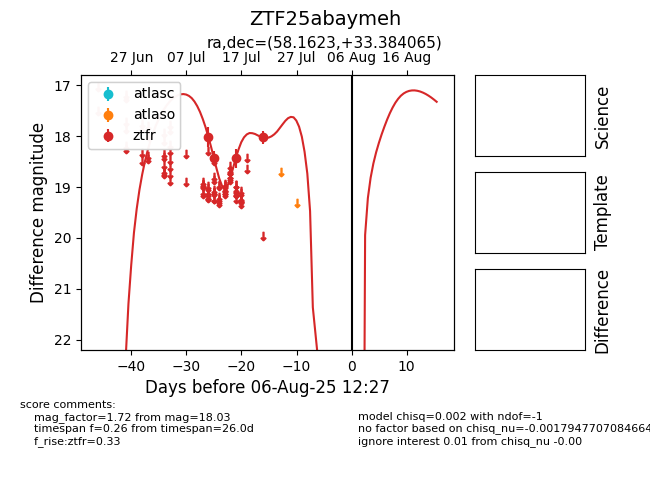 ZTF25abaymeh
ra,dec=(58.1623,+33.384065)
27 Jun 07 Jul 17 Jul 27 Jul 06 Aug 16 Aug
17
18
19
20
21
22
Difference magnitude
atlasc
atlaso
ztfr
−40 −30 −20 −10 0 10
Days before 06-Aug-25 12:27
Science
Template
Difference
score comments:
mag_factor=1.72 from mag=18.03
timespan f=0.26 from timespan=26.0d
f_rise:ztfr=0.33
model chisq=0.002 with ndof=-1
no factor based on chisq_nu=-0.0017947707084664
ignore interest 0.01 from chisq_nu -0.00